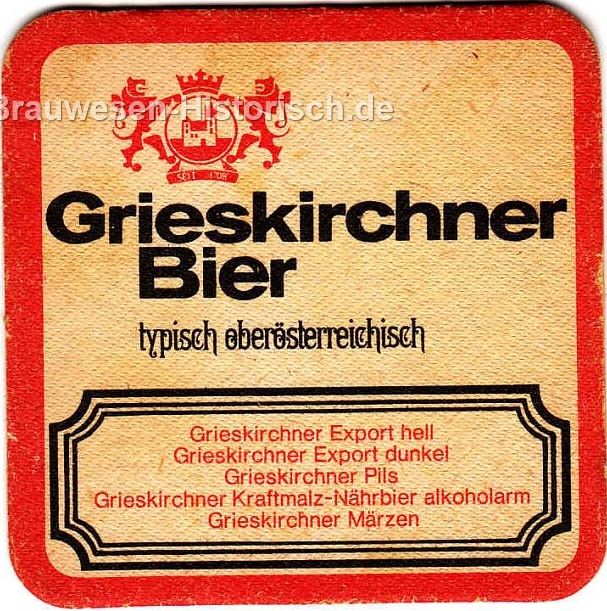 Brauwesen-Historisch.de
SEIT 1708
Grieskirchner
Bier
typisch oberösterreichisch
Grieskirchner Export hell
Grieskirchner Export dunkel
Grieskirchner Pils
Grieskirchner Kraftmalz-Nährbier alkoholarm
Grieskirchner Märzen